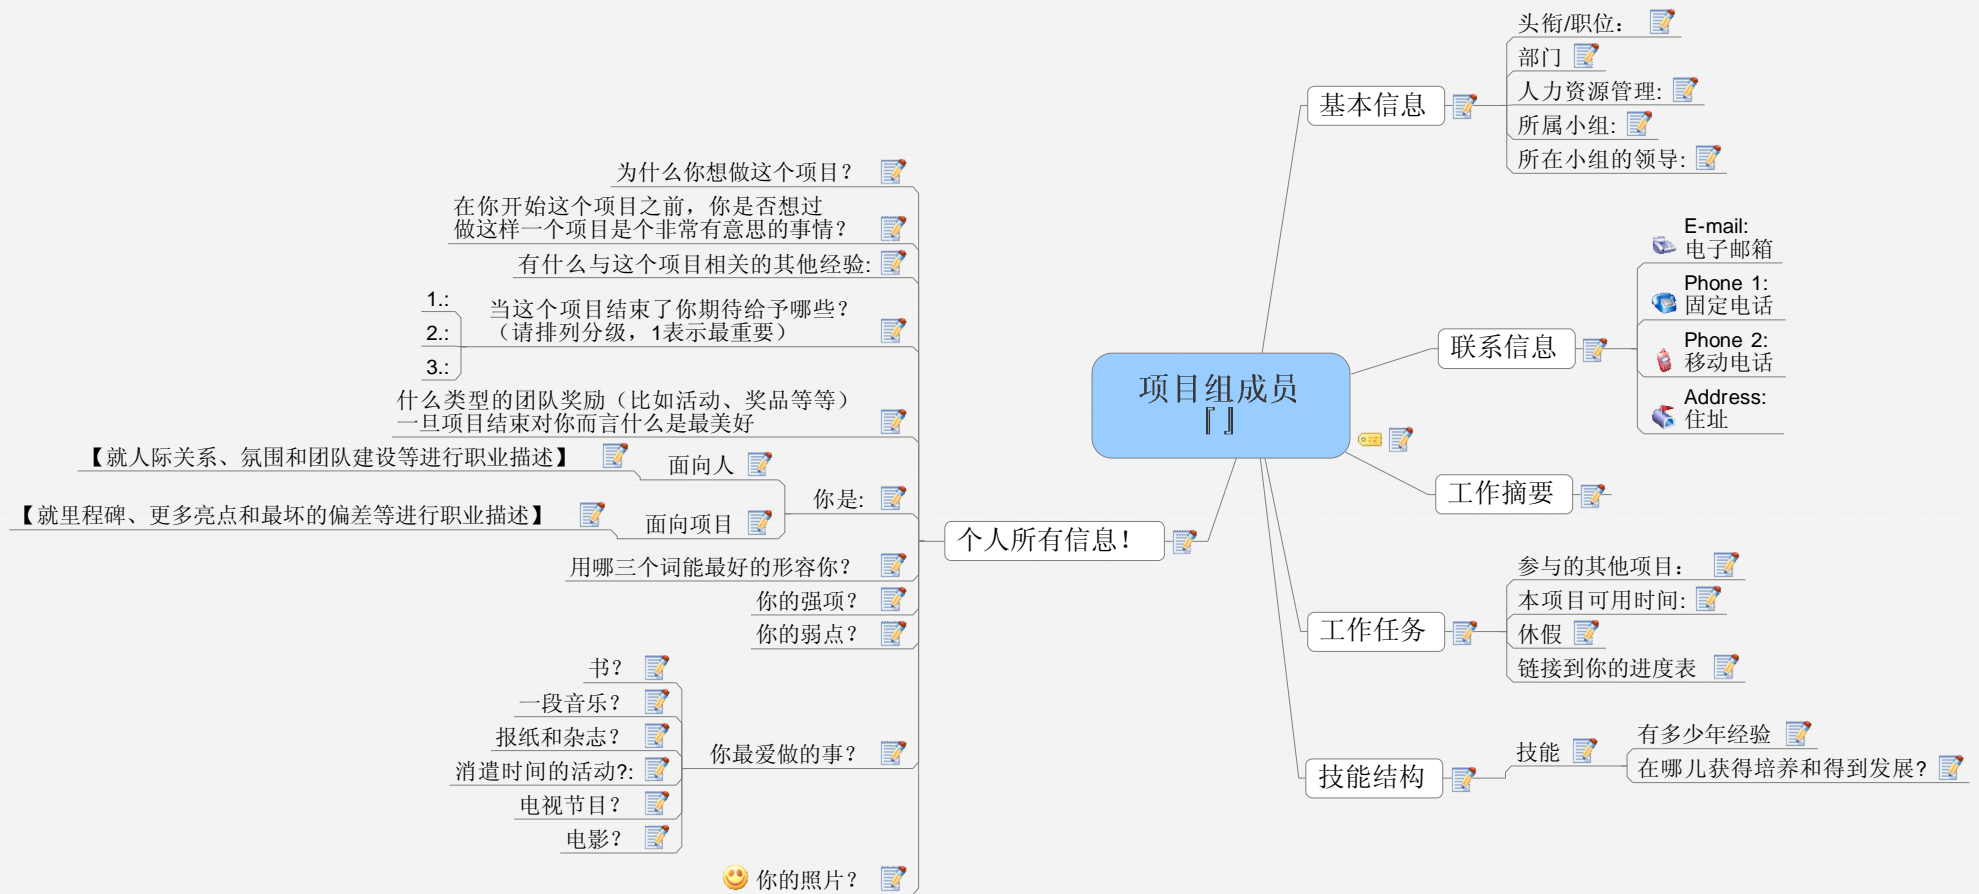 项目组成员
『』
基本信息
头衔/职位：
部门
人力资源管理:
所属小组:
所在小组的领导:
联系信息
E-mail:
电子邮箱
Phone 1:
固定电话
Phone 2:
移动电话
Address:
住址
工作摘要
工作任务
参与的其他项目：
本项目可用时间:
休假
链接到你的进度表
技能结构
技能
有多少年经验
在哪儿获得培养和得到发展?
个人所有信息！
为什么你想做这个项目？
在你开始这个项目之前，你是否想过
做这样一个项目是个非常有意思的事情？
有什么与这个项目相关的其他经验:
当这个项目结束了你期待给予哪些？
（请排列分级，1表示最重要）
1.:
2.:
3.:
什么类型的团队奖励（比如活动、奖品等等）
一旦项目结束对你而言什么是最美好
你是:
面向人
【就人际关系、氛围和团队建设等进行职业描述】
面向项目
【就里程碑、更多亮点和最坏的偏差等进行职业描述】
用哪三个词能最好的形容你？
你的强项？
你的弱点？
你最爱做的事？
书？
一段音乐？
报纸和杂志？
消遣时间的活动?:
电视节目？
电影？
你的照片？